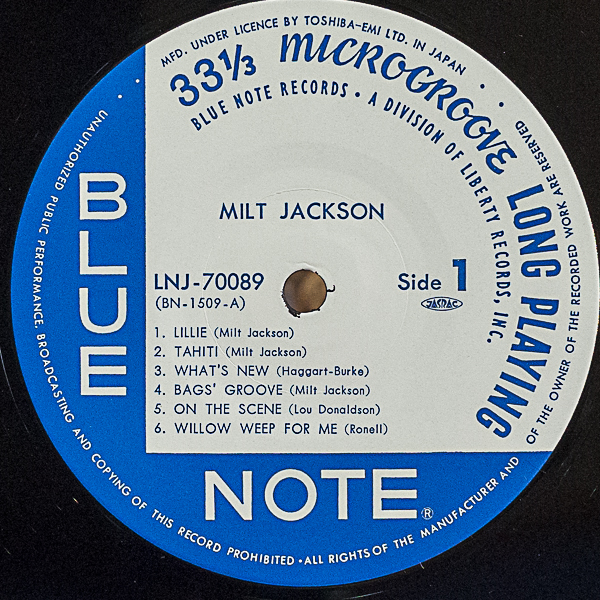 MFD. UNDER LICENCE BY TOSHIBA-EMI LTD. IN JAPAN
33⅓ MICROGROOVE LONG PLAYING
BLUE NOTE RECORDS • A DIVISION OF LIBERTY RECORDS, INC.
MILT JACKSON
LNJ-70089
(BN-1509-A)
Side 1
JASRAC
1. LILLIE (Milt Jackson)
2. TAHITI (Milt Jackson)
3. WHAT'S NEW (Haggart-Burke)
4. BAGS' GROOVE (Milt Jackson)
5. ON THE SCENE (Lou Donaldson)
6. WILLOW WEEP FOR ME (Ronell)
BLUE
NOTE®
UNAUTHORIZED PUBLIC PERFORMANCE, BROADCASTING AND COPYING OF THIS RECORD PROHIBITED • ALL RIGHTS OF THE MANUFACTURER AND OF THE OWNER OF THE RECORDED WORK ARE RESERVED